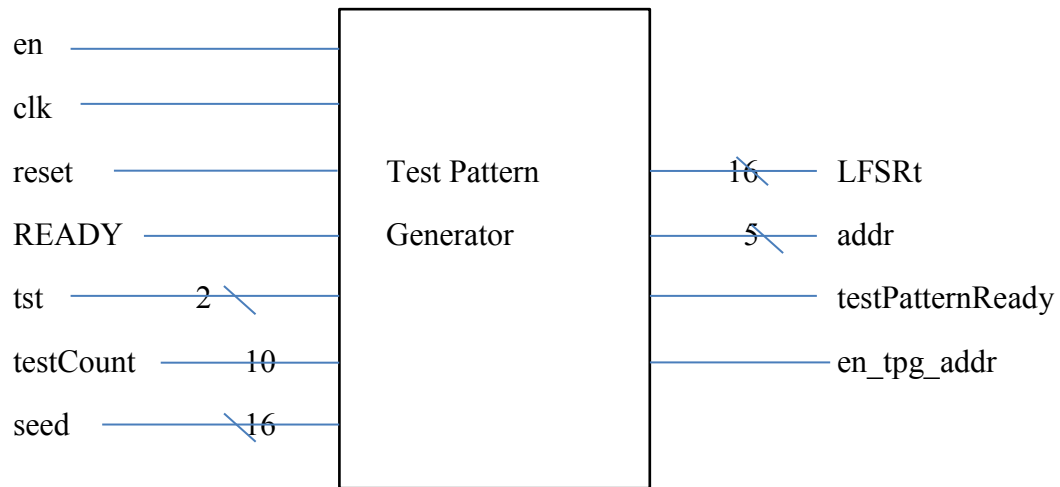 en
clk
reset Test Pattern 16 LFSRt
READY Generator 5 addr
tst 2 testPatternReady
testCount 10 en_tpg_addr
seed 16